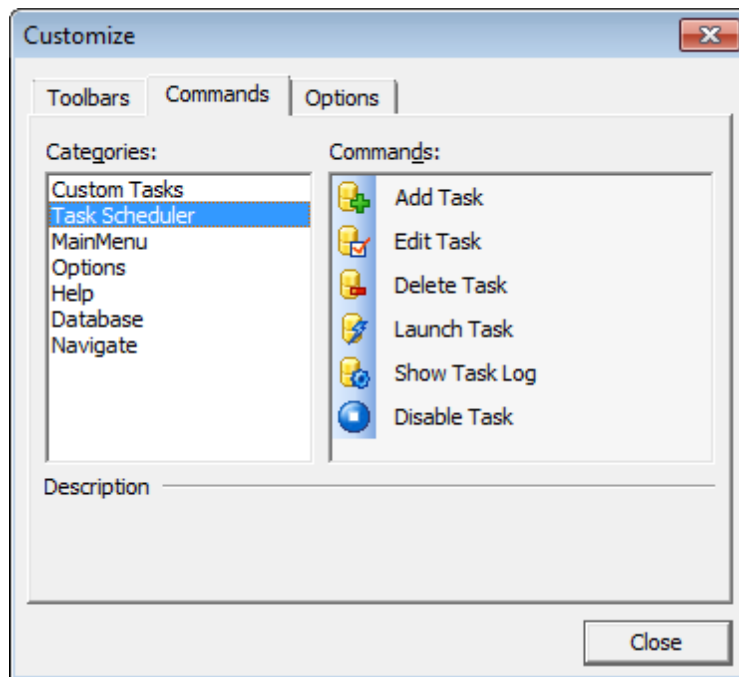 Customize
Toolbars Commands Options
Categories:
Custom Tasks
Task Scheduler
MainMenu
Options
Help
Database
Navigate
Commands:
Add Task
Edit Task
Delete Task
Launch Task
Show Task Log
Disable Task
Description
Close